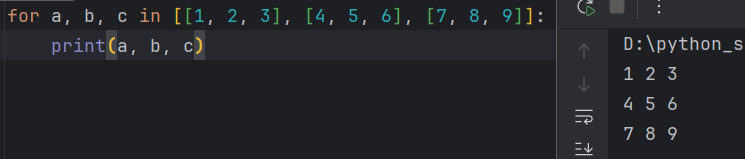 for a, b, c in [[1, 2, 3], [4, 5, 6], [7, 8, 9]]:
    print(a, b, c)
D:\python_s
1 2 3
4 5 6
7 8 9